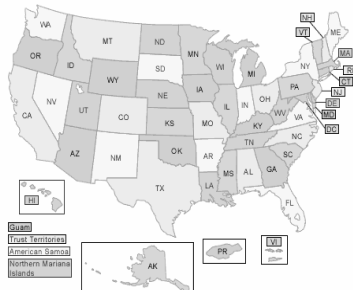 WA
MT
ND
MN
ME
NH
VT
OR
ID
WY
SD
WI
MI
NY
MA
RI
CT
NV
UT
NE
IA
IL
IN
OH
PA
NJ
DE
MD
DC
CA
CO
KS
MO
KY
WV
VA
AZ
NM
OK
AR
TN
NC
SC
TX
LA
MS
AL
GA
FL
HI
AK
PR
VI
Guam
Trust Territories
American Samoa
Northern Mariana
Islands